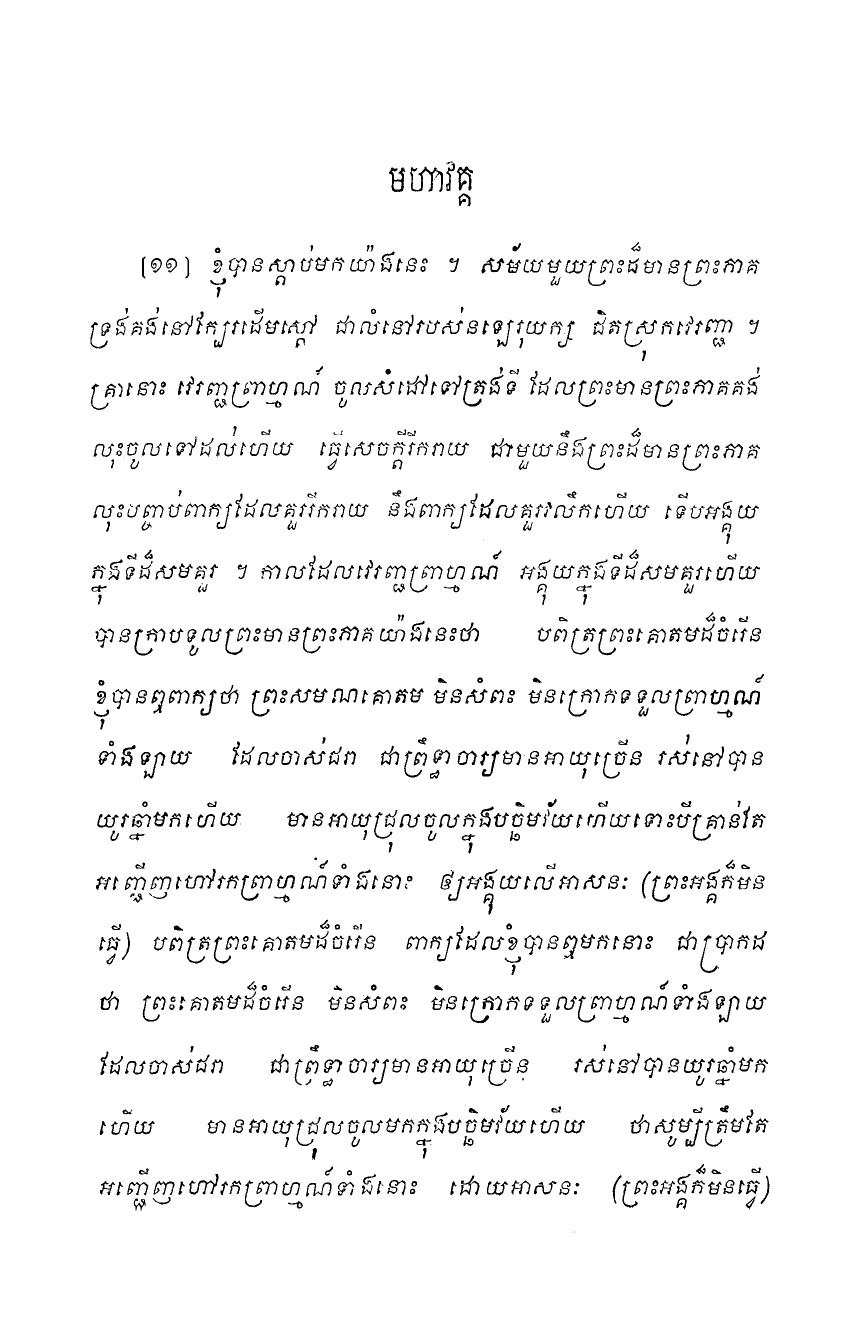 មហាវគ្គ
(១១) ខ្ញុំបានស្តាប់មកយ៉ាងនេះ ។ សម័យមួយព្រះដ៏មានព្រះភាគ
ទ្រង់គង់នៅក្បែរដើមស្តៅ ជាលំនៅរបស់នឡេរុយក្ស ជិតស្រុកវេរញ្ជា ។
គ្រានោះ វេរញ្ជព្រាហ្មណ៍ ចូលសំដៅទៅត្រង់ទី ដែលព្រះមានព្រះភាគគង់
លុះចូលទៅដល់ហើយ ធ្វើសេចក្តីរីករាយ ជាមួយនឹងព្រះដ៏មានព្រះភាគ
លុះបញ្ចប់ពាក្យដែលគួររីករាយ នឹងពាក្យដែលគួររលឹកហើយ ទើបអង្គុយ
ក្នុងទីដ៏សមគួរ ។ កាលដែលវេរញ្ជព្រាហ្មណ៍ អង្គុយក្នុងទីដ៏សមគួរហើយ
បានក្រាបទូលព្រះមានព្រះភាគយ៉ាងនេះថា បពិត្រព្រះគោតមដ៏ចំរើន
ខ្ញុំបានឮពាក្យថា ព្រះសមណគោតម មិនសំពះ មិនក្រោកទទួលព្រាហ្មណ៍
ទាំងឡាយ ដែលចាស់ជរា ជាព្រឹទ្ធាចារ្យមានអាយុច្រើន រស់នៅបាន
យូរឆ្នាំមកហើយ មានអាយុជ្រុលចូលក្នុងបច្ឆិមវ័យហើយទោះបីគ្រាន់តែ
អញ្ជើញហៅរកព្រាហ្មណ៍ទាំងនោះ ឲ្យអង្គុយលើអាសនៈ (ព្រះអង្គក៏មិន
ធ្វើ) បពិត្រព្រះគោតមដ៏ចំរើន ពាក្យដែលខ្ញុំបានឮមកនោះ ជាប្រាកដ
ថា ព្រះគោតមដ៏ចំរើន មិនសំពះ មិនក្រោកទទួលព្រាហ្មណ៍ទាំងឡាយ
ដែលចាស់ជរា ជាព្រឹទ្ធាចារ្យមានអាយុច្រើន រស់នៅបានយូរឆ្នាំមក
ហើយ មានអាយុជ្រុលចូលមកក្នុងបច្ឆិមវ័យហើយ ថាសូម្បីត្រឹមតែ
អញ្ជើញហៅរកព្រាហ្មណ៍ទាំងនោះ ដោយអាសនៈ (ព្រះអង្គក៏មិនធ្វើ)